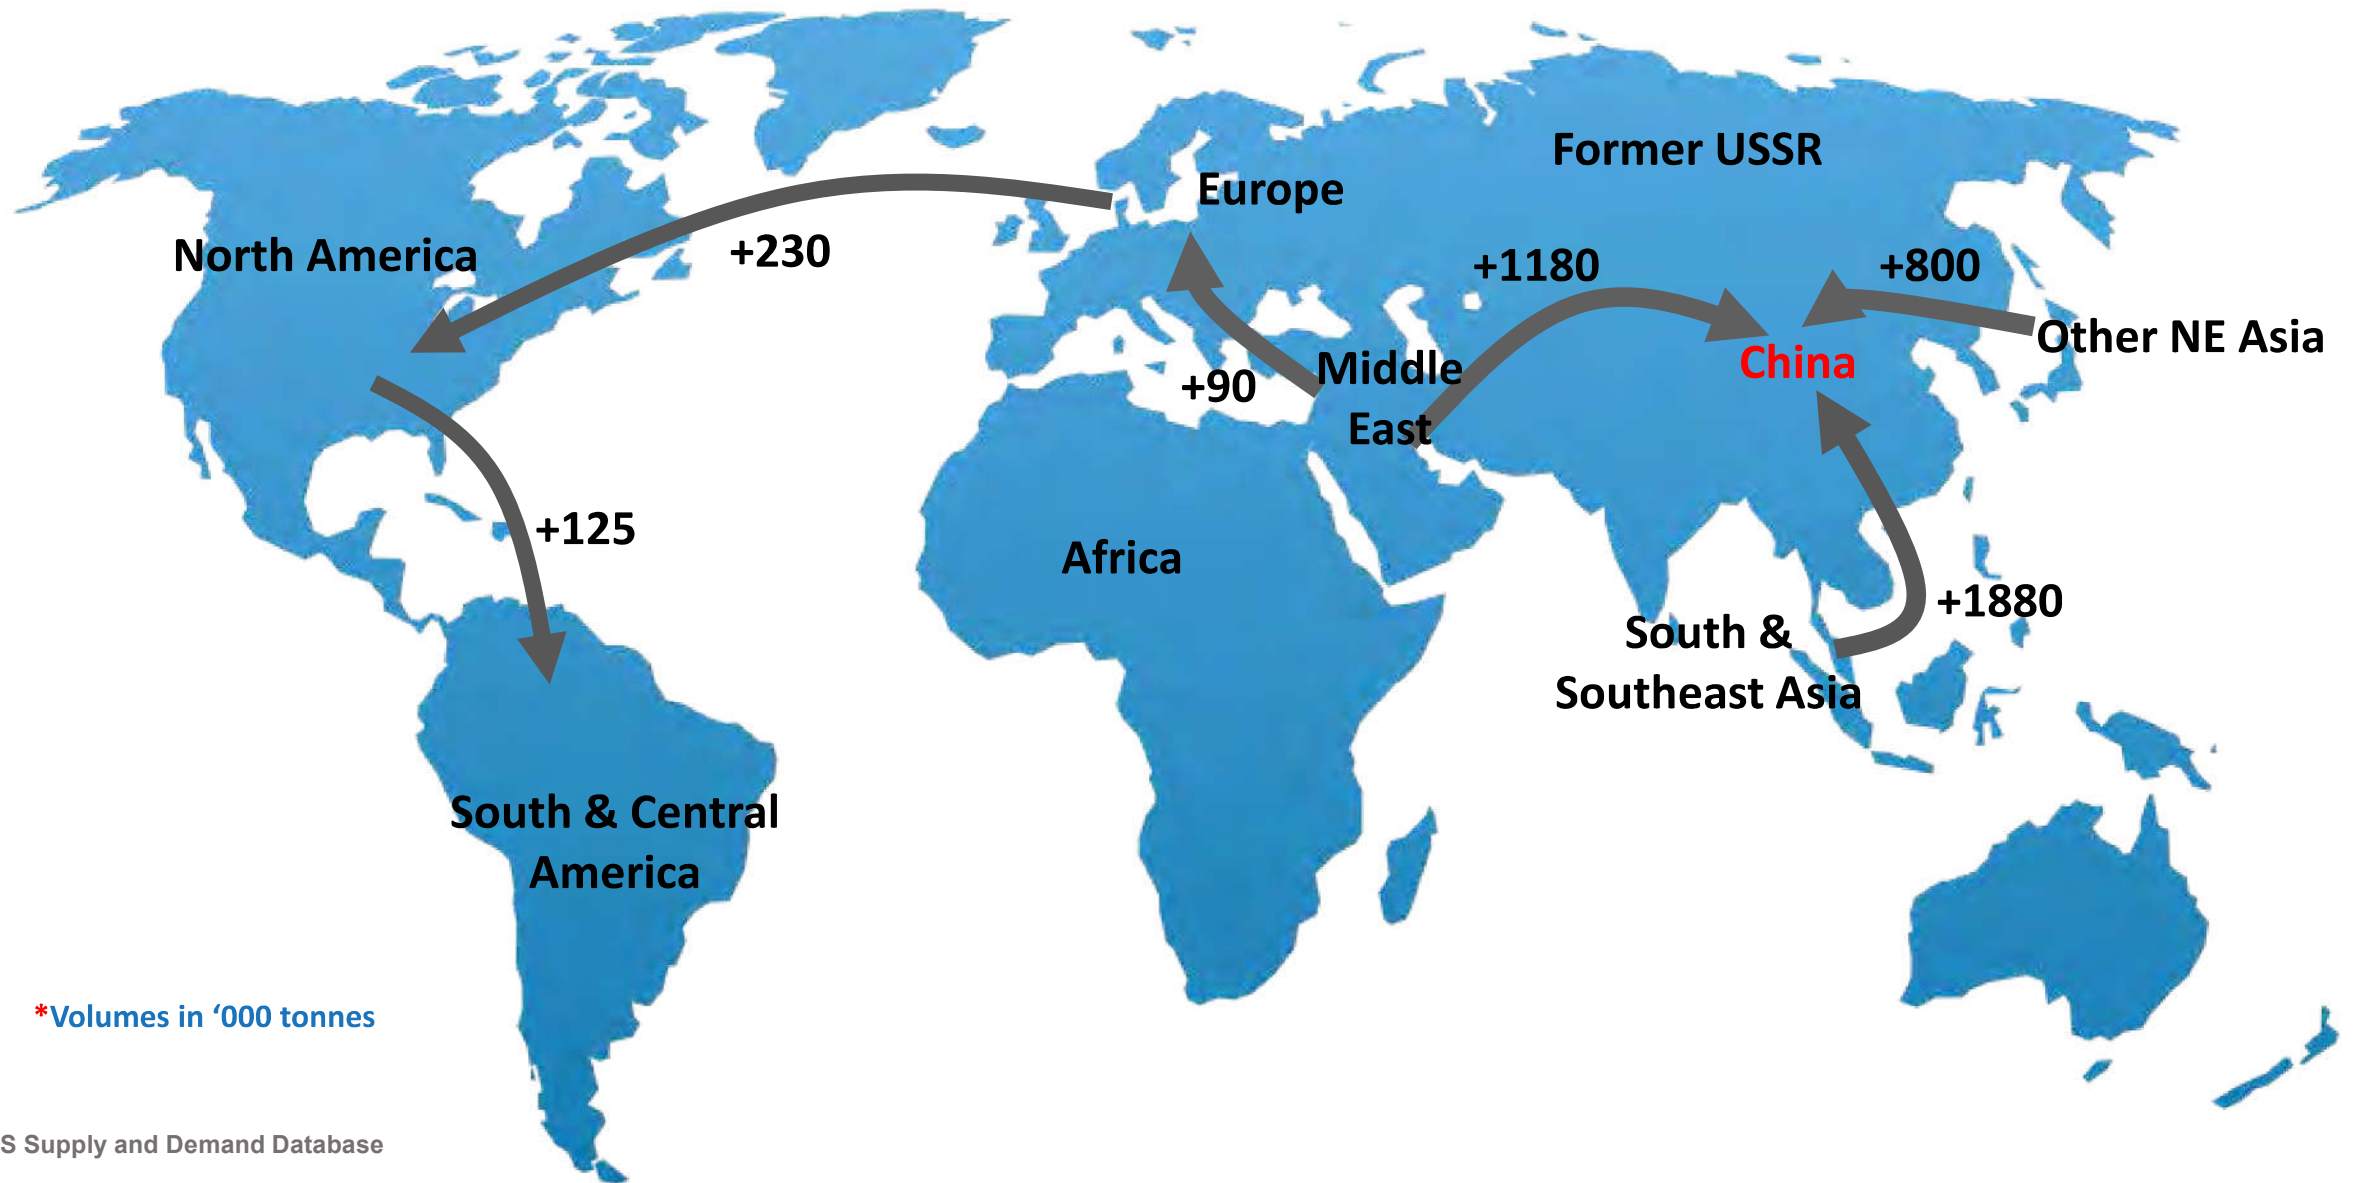 Former USSR
Europe
North America
+230
+1180
+800
Other NE Asia
China
Middle
East
+90
+125
Africa
+1880
South &
Southeast Asia
South & Central
America
*Volumes in ‘000 tonnes
S Supply and Demand Database